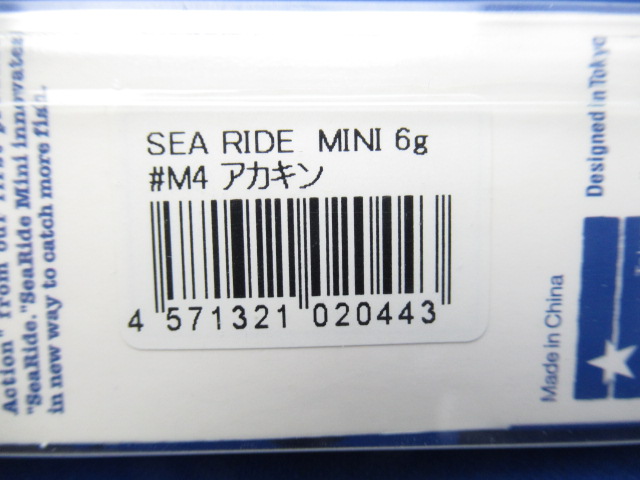 SEA RIDE MINI 6g
#M4 アカキン
4 571321 020443
Action" from our first
"SeaRide."SeaRide Mini innovates
in new way to catch more fish.
Designed in Tokyo
Made in China